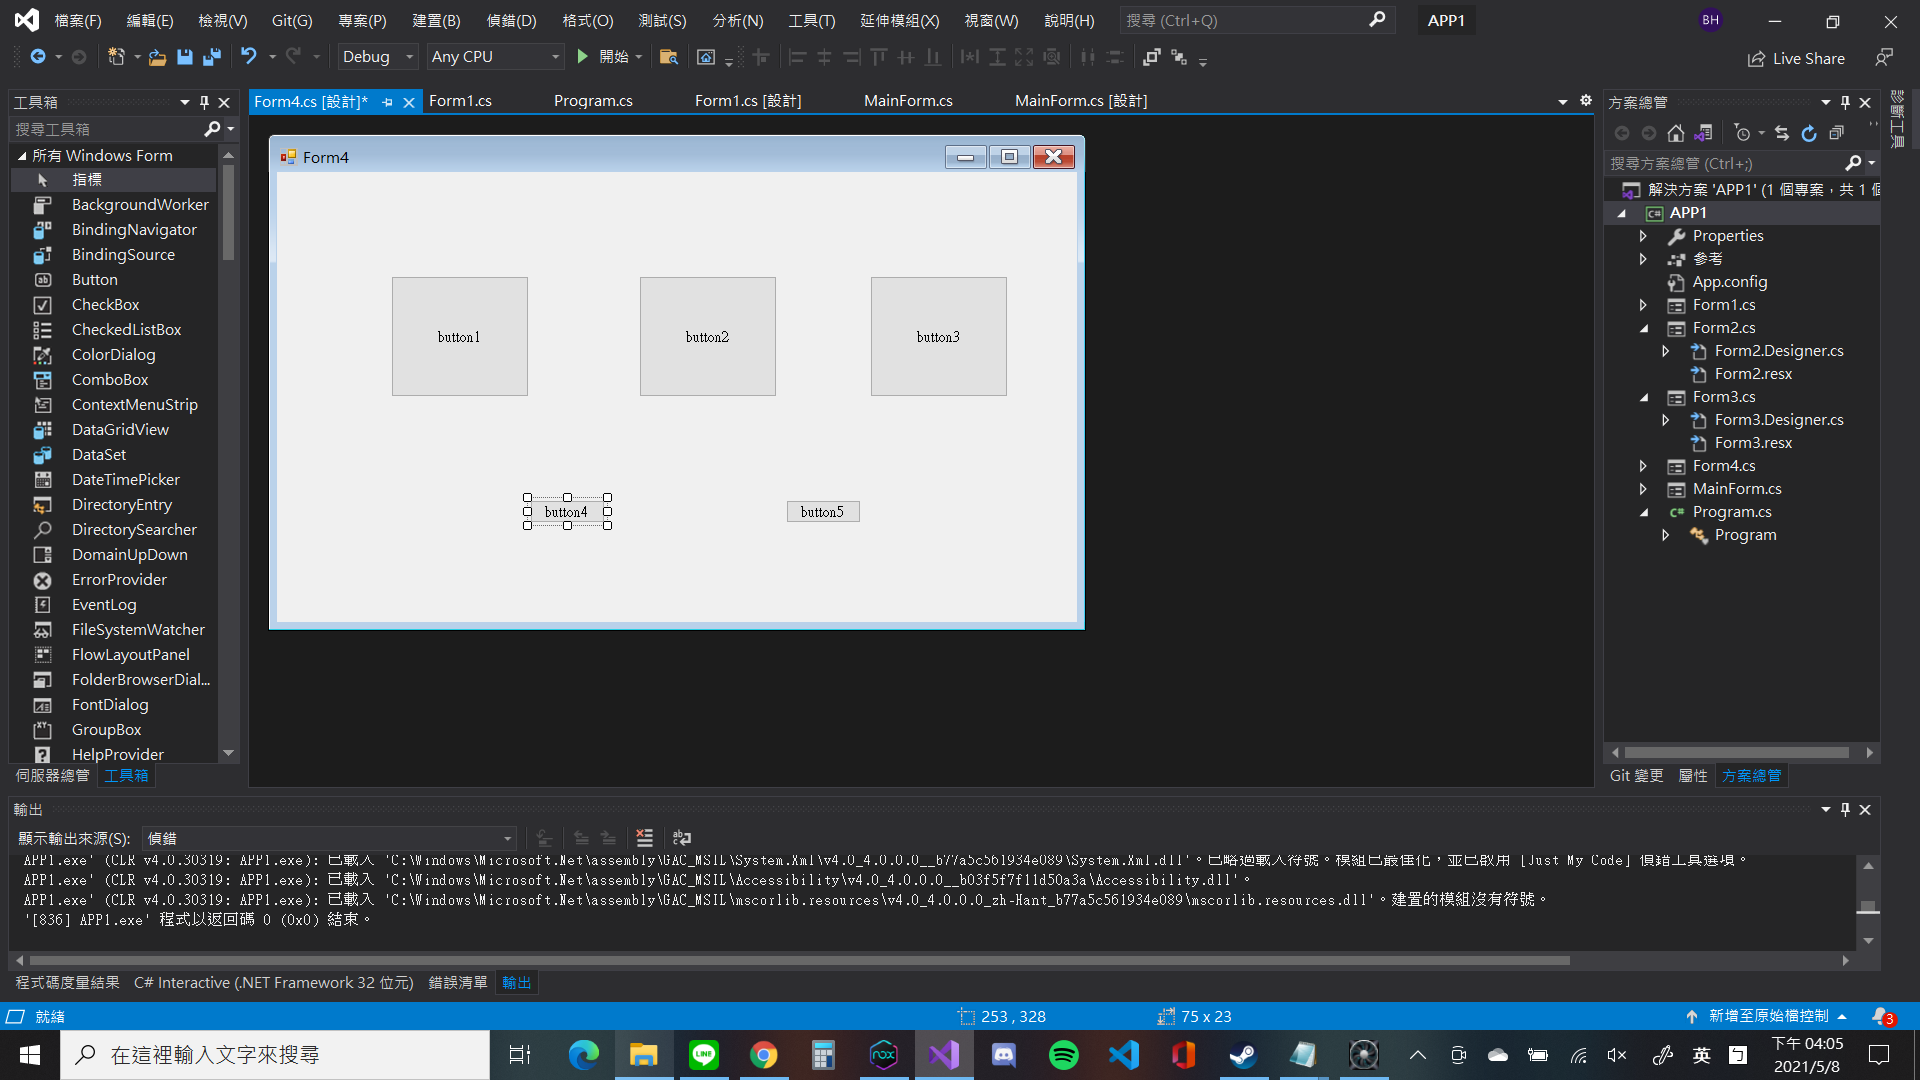 檔案(F) 編輯(E) 檢視(V) Git(G) 專案(P) 建置(B) 偵錯(D) 格式(O) 測試(S) 分析(N) 工具(T) 延伸模組(X) 視窗(W) 說明(H) 搜尋 (Ctrl+Q) APP1 BH
Debug Any CPU 開始 Live Share
工具箱
搜尋工具箱
所有 Windows Form
指標
BackgroundWorker
BindingNavigator
BindingSource
Button
CheckBox
CheckedListBox
ColorDialog
ComboBox
ContextMenuStrip
DataGridView
DataSet
DateTimePicker
DirectoryEntry
DirectorySearcher
DomainUpDown
ErrorProvider
EventLog
FileSystemWatcher
FlowLayoutPanel
FolderBrowserDial...
FontDialog
GroupBox
HelpProvider
伺服器總管 工具箱
Form4.cs [設計]* Form1.cs Program.cs Form1.cs [設計] MainForm.cs MainForm.cs [設計]
Form4
button1 button2 button3
button4 button5
方案總管
搜尋方案總管 (Ctrl+;)
解決方案 'APP1' (1 個專案，共 1 個
APP1
Properties
參考
App.config
Form1.cs
Form2.cs
Form2.Designer.cs
Form2.resx
Form3.cs
Form3.Designer.cs
Form3.resx
Form4.cs
MainForm.cs
Program.cs
Program
Git 變更 屬性 方案總管
診斷工具
輸出
顯示輸出來源(S): 偵錯
APP1.exe' (CLR v4.0.30319: APP1.exe): 已載入 'C:\Windows\Microsoft.Net\assembly\GAC_MSIL\System.Xml\v4.0_4.0.0.0__b77a5c561934e089\System.Xml.dll'。已略過載入符號。模組已最佳化，並已啟用 [Just My Code] 偵錯工具選項。
APP1.exe' (CLR v4.0.30319: APP1.exe): 已載入 'C:\Windows\Microsoft.Net\assembly\GAC_MSIL\Accessibility\v4.0_4.0.0.0__b03f5f7f11d50a3a\Accessibility.dll'。
APP1.exe' (CLR v4.0.30319: APP1.exe): 已載入 'C:\Windows\Microsoft.Net\assembly\GAC_MSIL\mscorlib.resources\v4.0_4.0.0.0_zh-Hant_b77a5c561934e089\mscorlib.resources.dll'。建置的模組沒有符號。
'[836] APP1.exe' 程式以返回碼 0 (0x0) 結束。
程式碼度量結果 C# Interactive (.NET Framework 32 位元) 錯誤清單 輸出
就緒 253 , 328 75 x 23 新增至原始檔控制 3
在這裡輸入文字來搜尋 LINE nox 英 ㄅ 下午 04:05
2021/5/8